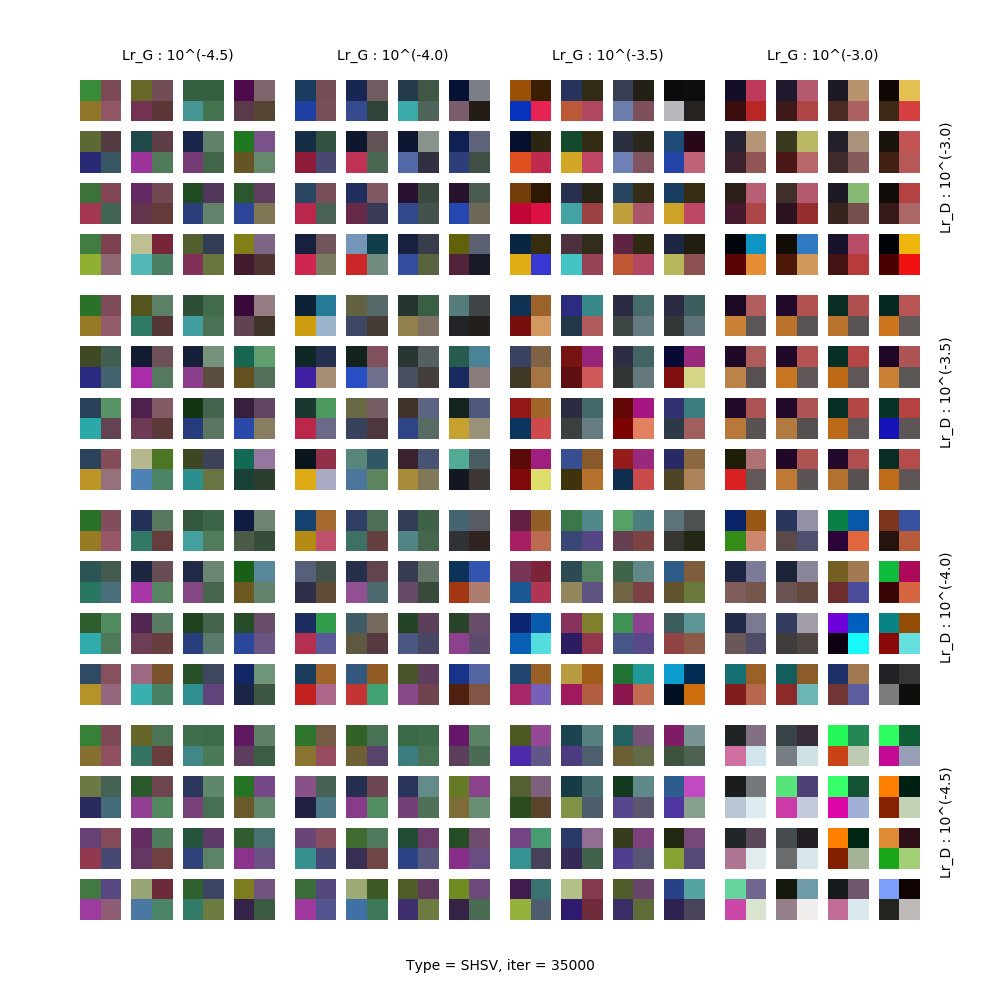 Lr_G : 10^(-4.5)
Lr_G : 10^(-4.0)
Lr_G : 10^(-3.5)
Lr_G : 10^(-3.0)
Lr_D : 10^(-3.0)
Lr_D : 10^(-3.5)
Lr_D : 10^(-4.0)
Lr_D : 10^(-4.5)
Type = SHSV, iter = 35000